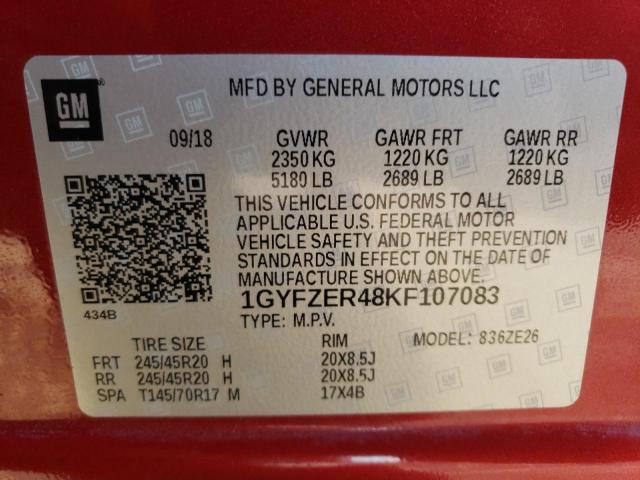 GM
MFD BY GENERAL MOTORS LLC
09/18 GVWR GAWR FRT GAWR RR
2350 KG 1220 KG 1220 KG
5180 LB 2689 LB 2689 LB
THIS VEHICLE CONFORMS TO ALL
APPLICABLE U.S. FEDERAL MOTOR
VEHICLE SAFETY AND THEFT PREVENTION
STANDARDS IN EFFECT ON THE DATE OF
MANUFACTURE SHOWN ABOVE.
1GYFZER48KF107083
434B
TYPE: M.P.V. MODEL: 836ZE26
TIRE SIZE RIM
FRT 245/45R20 H 20X8.5J
RR 245/45R20 H 20X8.5J
SPA T145/70R17 M 17X4B